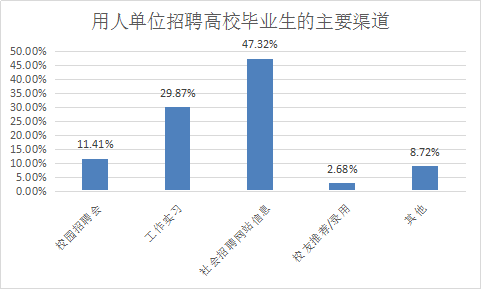 用人单位招聘高校毕业生的主要渠道
50.00%
45.00%
40.00%
35.00%
30.00%
25.00%
20.00%
15.00%
10.00%
5.00%
0.00%
11.41%
29.87%
47.32%
2.68%
8.72%
校园招聘会
工作实习
社会招聘网站信息
校友推荐/录用
其他